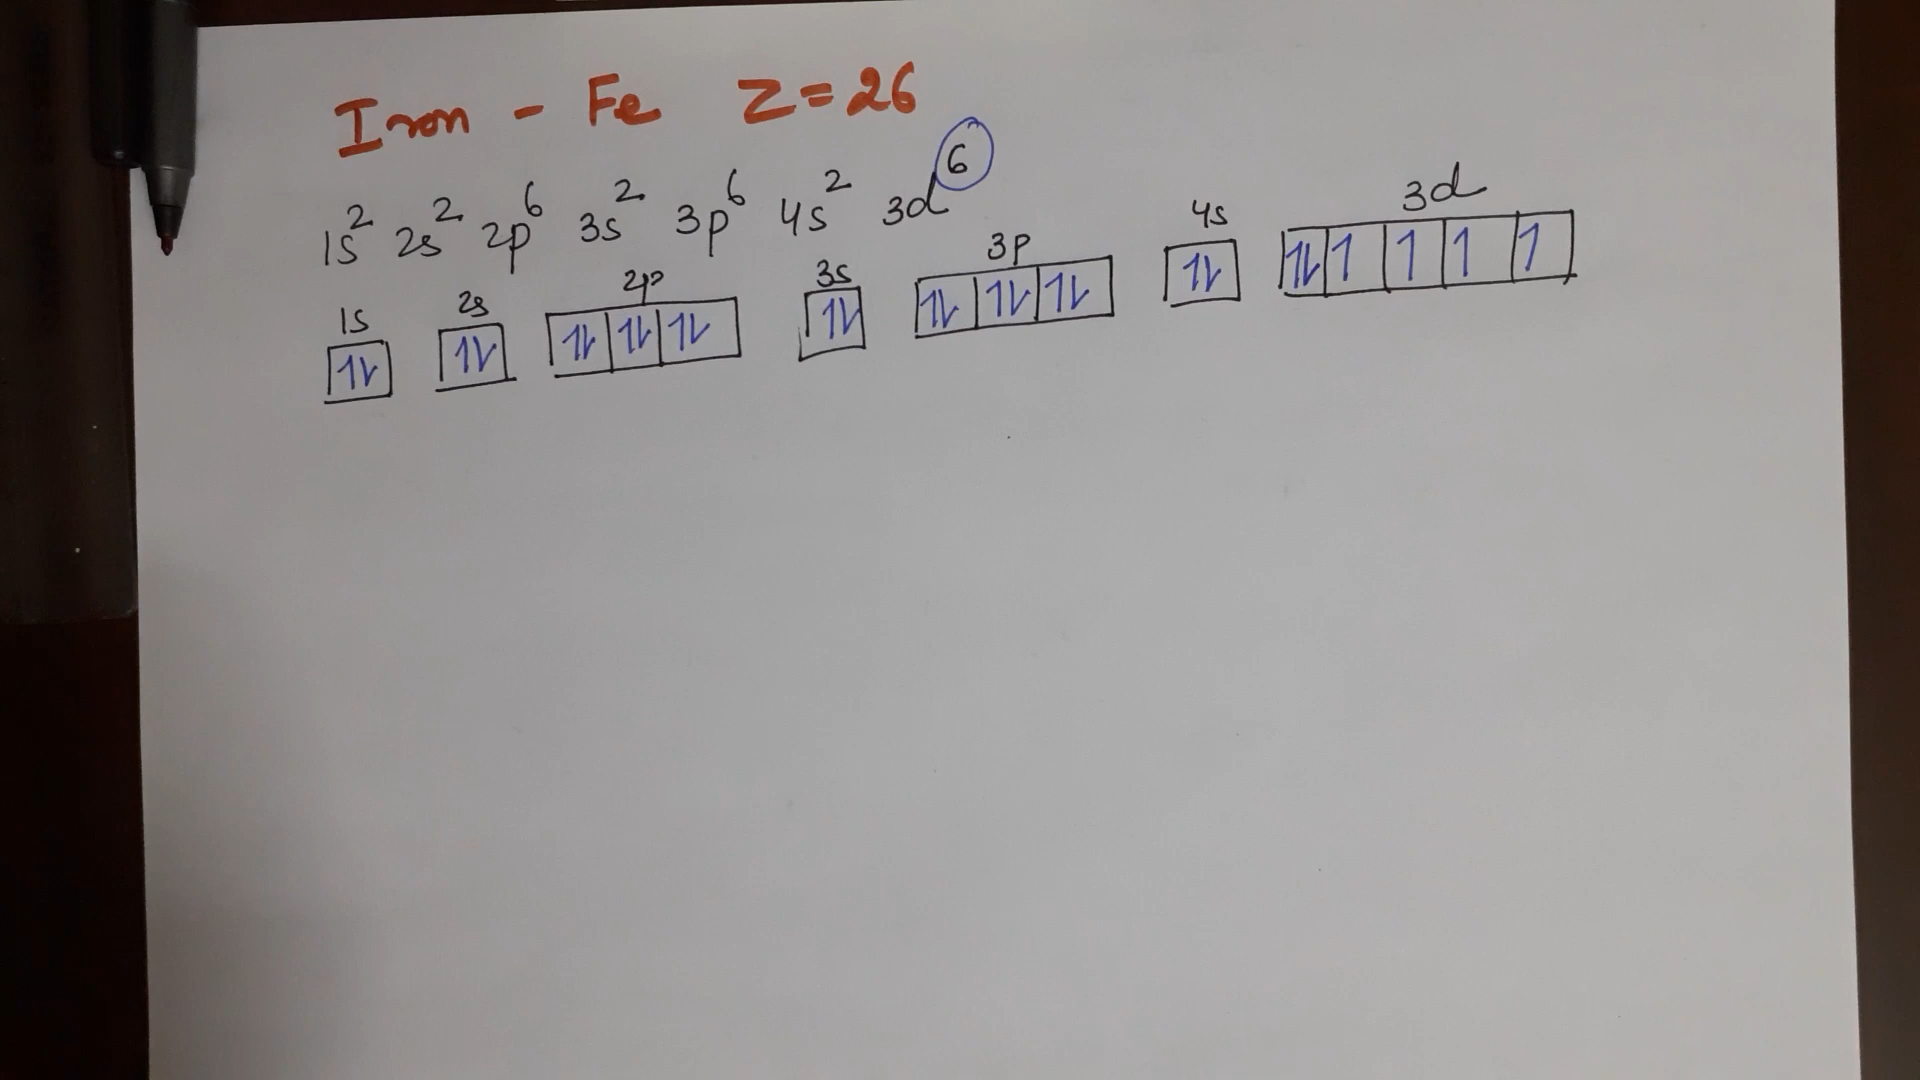 Iron - Fe Z=26
1s² 2s² 2p⁶ 3s² 3p⁶ 4s² 3d⁶
1s 2s 2p 3s 3p 4s 3d
↿⇂ ↿⇂ ↿⇂ ↿⇂ ↿⇂ ↿⇂ ↿⇂ ↿⇂ ↿⇂ ↿⇂ ↿⇂ ↿ ↿ ↿ ↿